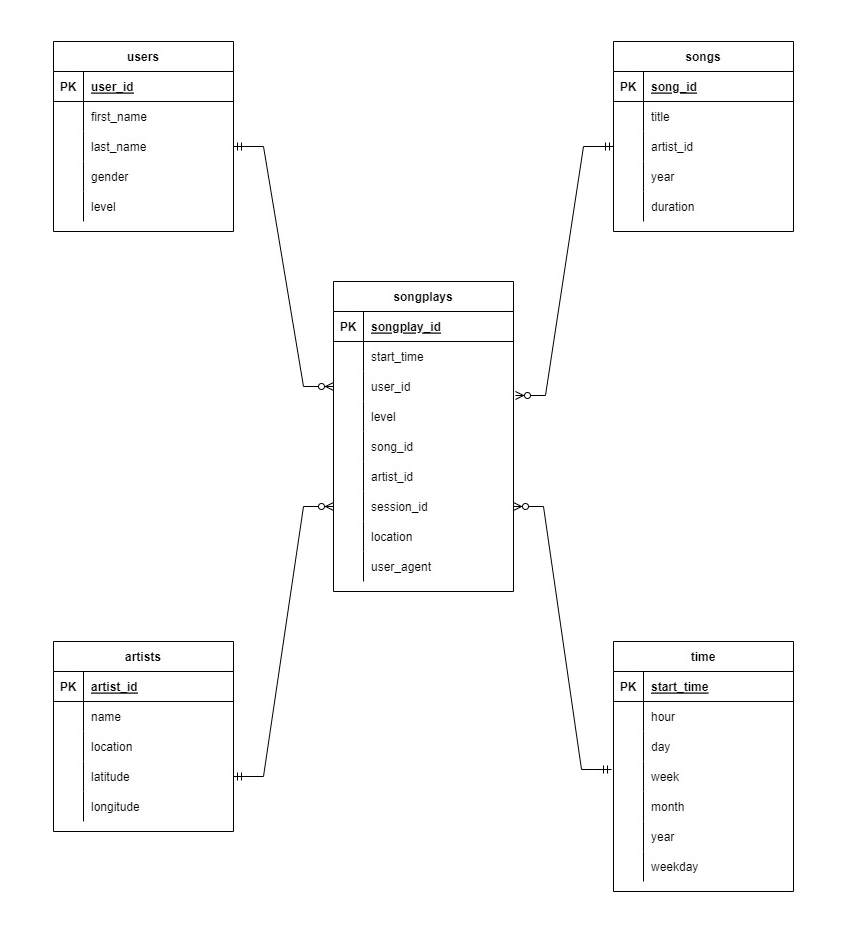 users
PK user_id
first_name
last_name
gender
level
songs
PK song_id
title
artist_id
year
duration
songplays
PK songplay_id
start_time
user_id
level
song_id
artist_id
session_id
location
user_agent
artists
PK artist_id
name
location
latitude
longitude
time
PK start_time
hour
day
week
month
year
weekday